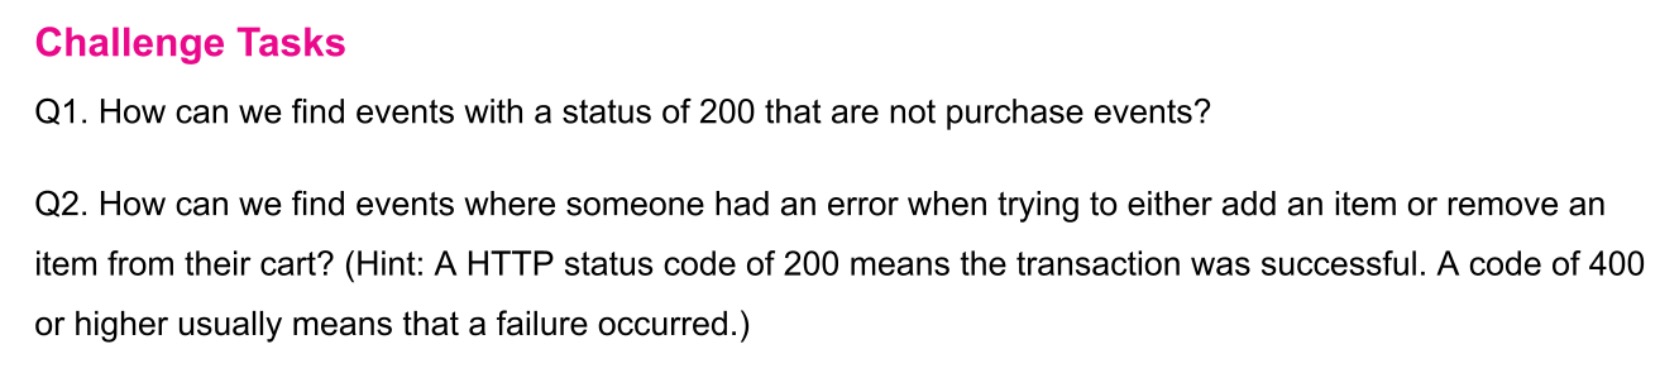 Challenge Tasks
Q1. How can we find events with a status of 200 that are not purchase events?
Q2. How can we find events where someone had an error when trying to either add an item or remove an
item from their cart? (Hint: A HTTP status code of 200 means the transaction was successful. A code of 400
or higher usually means that a failure occurred.)